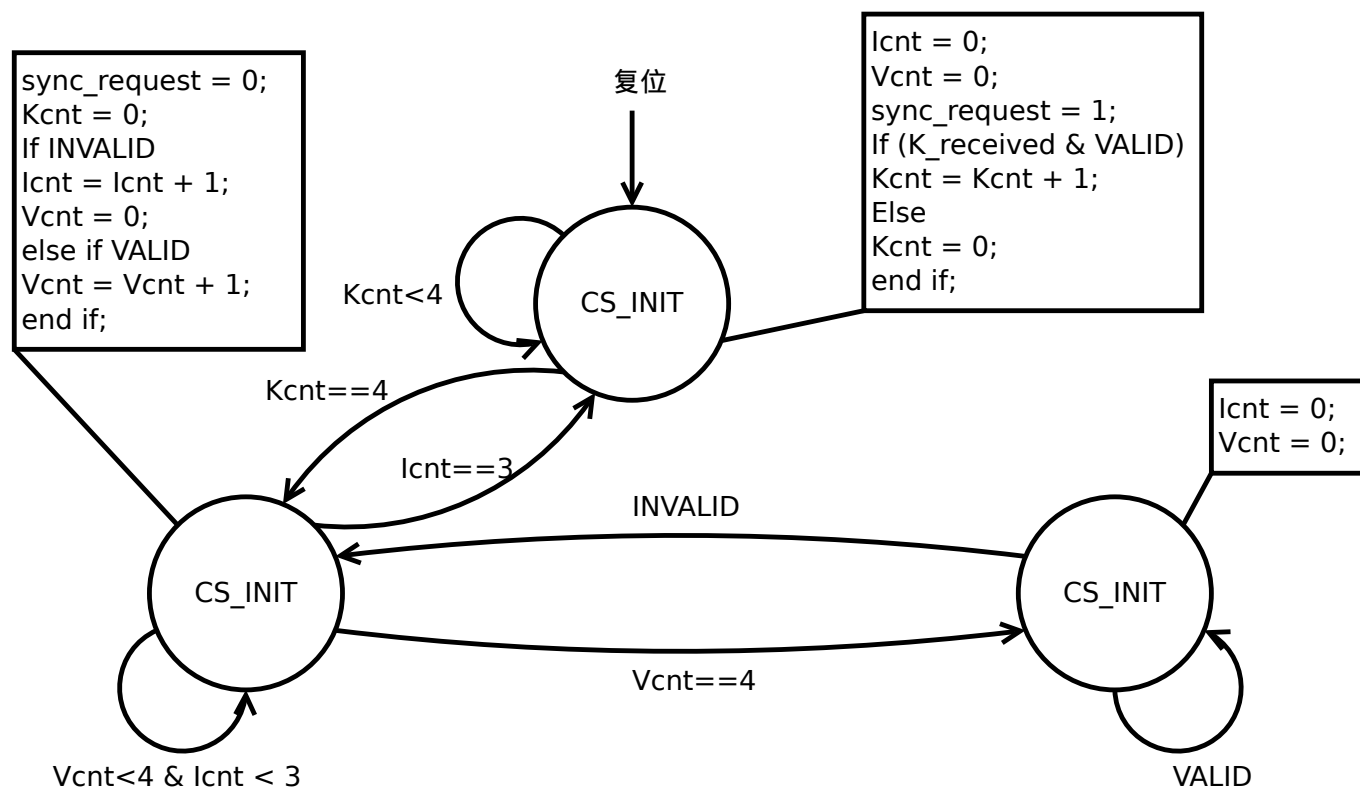 Icnt = 0;
Vcnt = 0;
sync_request = 1;
If (K_received & VALID)
Kcnt = Kcnt + 1;
Else
Kcnt = 0;
end if;
sync_request = 0;
Kcnt = 0;
If INVALID
Icnt = Icnt + 1;
Vcnt = 0;
else if VALID
Vcnt = Vcnt + 1;
end if;
复位
Kcnt<4
CS_INIT
Kcnt==4
Icnt==3
Icnt = 0;
Vcnt = 0;
INVALID
CS_INIT
CS_INIT
Vcnt==4
Vcnt<4 & Icnt < 3
VALID